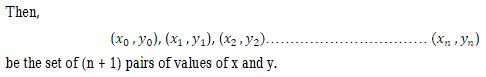 Then,
(x₀ , y₀), (x₁ , y₁), (x₂ , y₂)................................. (xₙ , yₙ)
be the set of (n + 1) pairs of values of x and y.